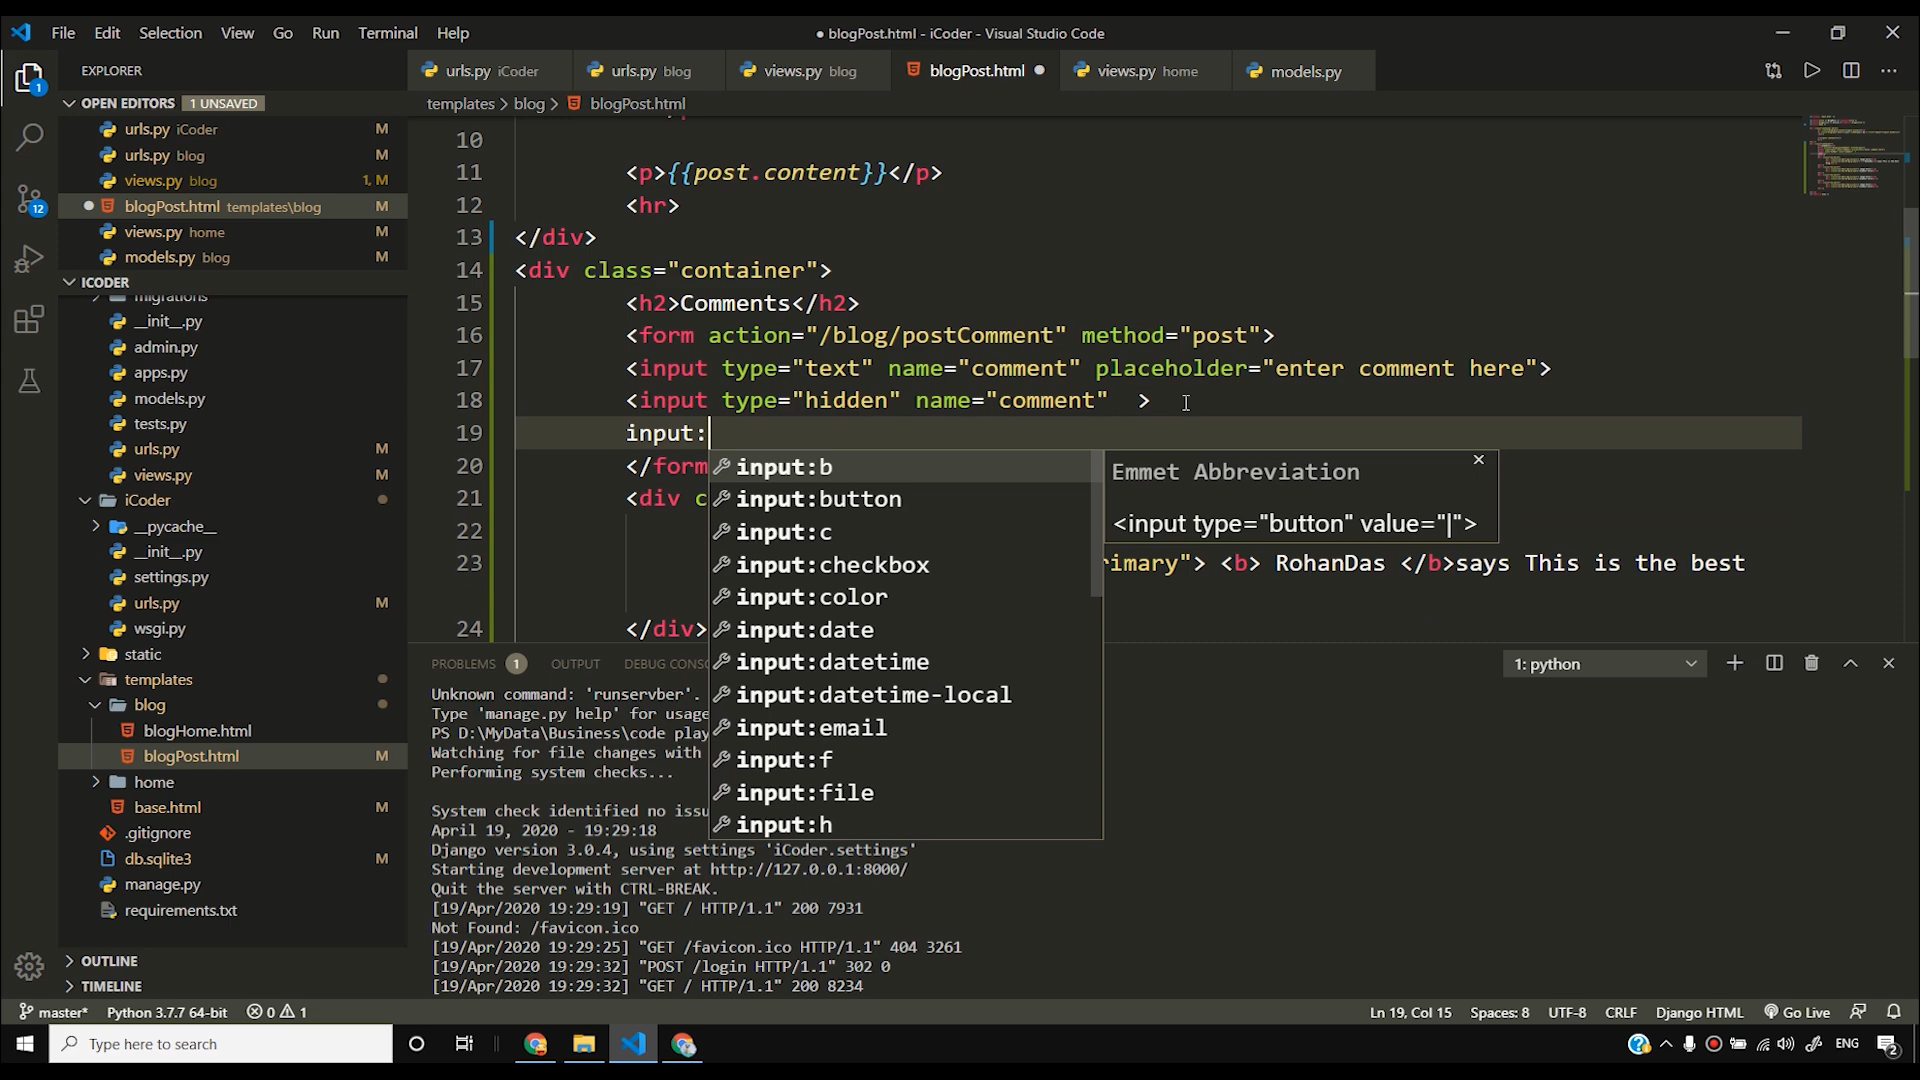 File Edit Selection View Go Run Terminal Help
● blogPost.html - iCoder - Visual Studio Code
EXPLORER
urls.py iCoder
urls.py blog
views.py blog
blogPost.html ●
views.py home
models.py
OPEN EDITORS 1 UNSAVED
templates > blog > blogPost.html
urls.py iCoder M
urls.py blog M
views.py blog 1, M
● blogPost.html templates\blog M
views.py home M
models.py blog M
ICODER
migrations
__init__.py
admin.py
apps.py
models.py
tests.py
urls.py M
views.py M
iCoder
__pycache__
__init__.py
settings.py
urls.py M
wsgi.py
static
templates
blog
blogHome.html
blogPost.html M
home
base.html M
.gitignore
db.sqlite3 M
manage.py
requirements.txt
OUTLINE
TIMELINE
1
12
10
11 <p>{{post.content}}</p>
12 <hr>
13 </div>
14 <div class="container">
15 <h2>Comments</h2>
16 <form action="/blog/postComment" method="post">
17 <input type="text" name="comment" placeholder="enter comment here">
18 <input type="hidden" name="comment" >
19 input:
20 </form
21 <div c
22
23 rimary"> <b> RohanDas </b>says This is the best
24 </div>
input:b
input:button
input:c
input:checkbox
input:color
input:date
input:datetime
input:datetime-local
input:email
input:f
input:file
input:h
Emmet Abbreviation
<input type="button" value="|">
PROBLEMS 1 OUTPUT DEBUG CONSO
1: python
Unknown command: 'runservber'.
Type 'manage.py help' for usage
PS D:\MyData\Business\code play
Watching for file changes with
Performing system checks...
System check identified no issu
April 19, 2020 - 19:29:18
Django version 3.0.4, using settings 'iCoder.settings'
Starting development server at http://127.0.0.1:8000/
Quit the server with CTRL-BREAK.
[19/Apr/2020 19:29:19] "GET / HTTP/1.1" 200 7931
Not Found: /favicon.ico
[19/Apr/2020 19:29:25] "GET /favicon.ico HTTP/1.1" 404 3261
[19/Apr/2020 19:29:32] "POST /login HTTP/1.1" 302 0
[19/Apr/2020 19:29:32] "GET / HTTP/1.1" 200 8234
master* Python 3.7.7 64-bit 0 1
Ln 19, Col 15 Spaces: 8 UTF-8 CRLF Django HTML Go Live
Type here to search
ENG
2